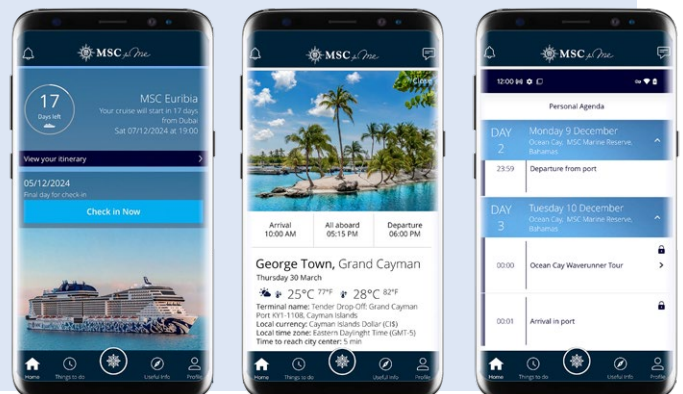 MSC & Me
17
Days left
MSC Euribia
Your cruise will start in 17 days
from Dubai
Sat 07/12/2024 at 19:00
View your itinerary
05/12/2024
Final day for check-in
Check in Now
Home
Things to do
Useful Info
Profile
MSC & Me
Close
Arrival
10:00 AM
All aboard
05:15 PM
Departure
06:00 PM
George Town, Grand Cayman
Thursday 30 March
25°C 77°F 28°C 82°F
Terminal name: Tender Drop-Off: Grand Cayman
Port KY1-1108, Cayman Islands
Local currency: Cayman Islands Dollar (CI$)
Local time zone: Eastern Daylinght Time (GMT-5)
Time to reach city center: 5 min
Home
Things to do
Useful Info
Profile
MSC & Me
12:00
Personal Agenda
DAY
2
Monday 9 December
Ocean Cay, MSC Marine Reserve,
Bahamas
23:59
Departure from port
DAY
3
Tuesday 10 December
Ocean Cay, MSC Marine Reserve,
Bahamas
00:00
Ocean Cay Waverunner Tour
00:01
Arrival in port
Home
Things to do
Useful Info
Profile